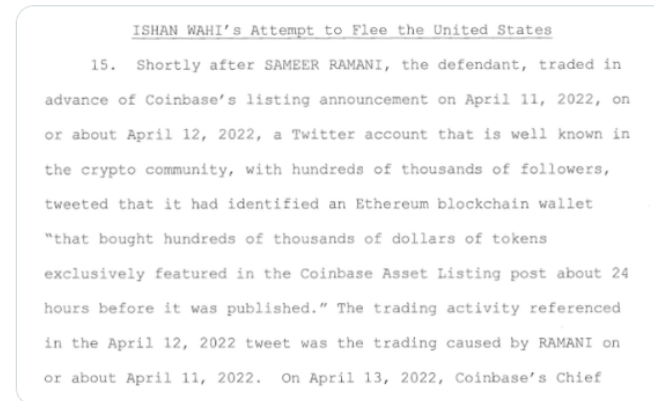 ISHAN WAHI's Attempt to Flee the United States
15. Shortly after SAMEER RAMANI, the defendant, traded in
advance of Coinbase's listing announcement on April 11, 2022, on
or about April 12, 2022, a Twitter account that is well known in
the crypto community, with hundreds of thousands of followers,
tweeted that it had identified an Ethereum blockchain wallet
"that bought hundreds of thousands of dollars of tokens
exclusively featured in the Coinbase Asset Listing post about 24
hours before it was published." The trading activity referenced
in the April 12, 2022 tweet was the trading caused by RAMANI on
or about April 11, 2022. On April 13, 2022, Coinbase's Chief